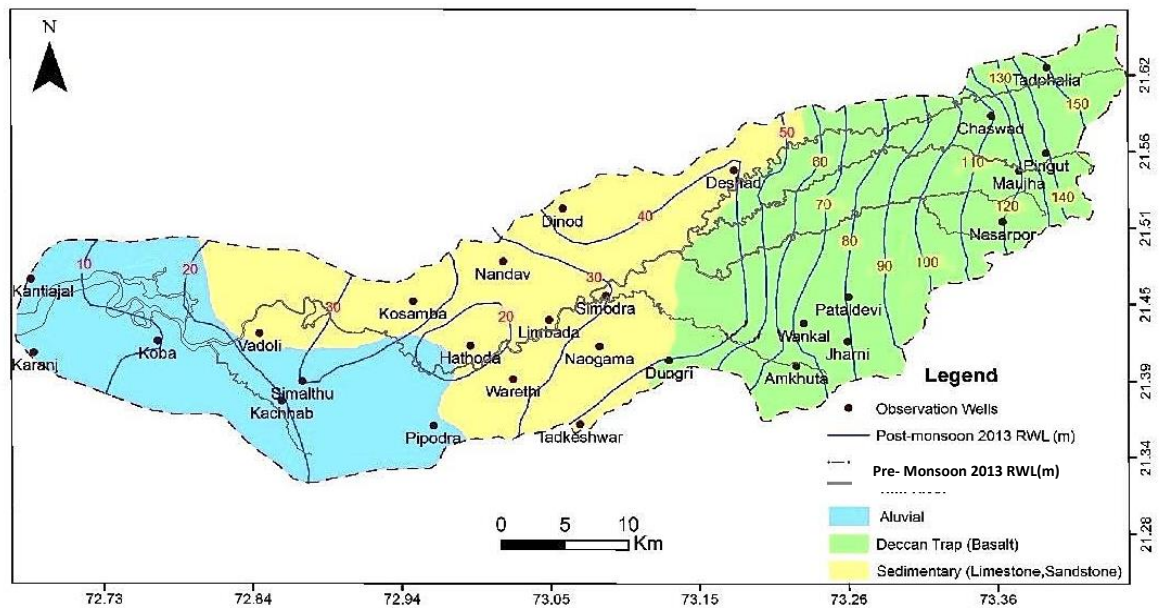 N
Tadphalia
130
150
Chaswad
50
60
110
Pingut
Maujha
Deshad
140
120
Dinod
40
70
Nasarpor
80
10
20
Nandav
30
90
100
Kantiajal
Simodra
Pataldevi
30
Kosamba
20
Limbada
Wankal
Koba
Vadoli
Hathoda
Naogama
Jharni
Karanj
Dungri
Amkhuta
Simalthu
Warethi
Kachhab
Pipodra
Tadkeshwar
Legend
Observation Wells
Post-monsoon 2013 RWL (m)
Pre- Monsoon 2013 RWL(m)
Aluvial
Deccan Trap (Basalt)
Sedimentary (Limestone,Sandstone)
0 5 10
Km
21.62
21.56
21.51
21.45
21.39
21.34
21.28
72.73 72.84 72.94 73.05 73.15 73.26 73.36